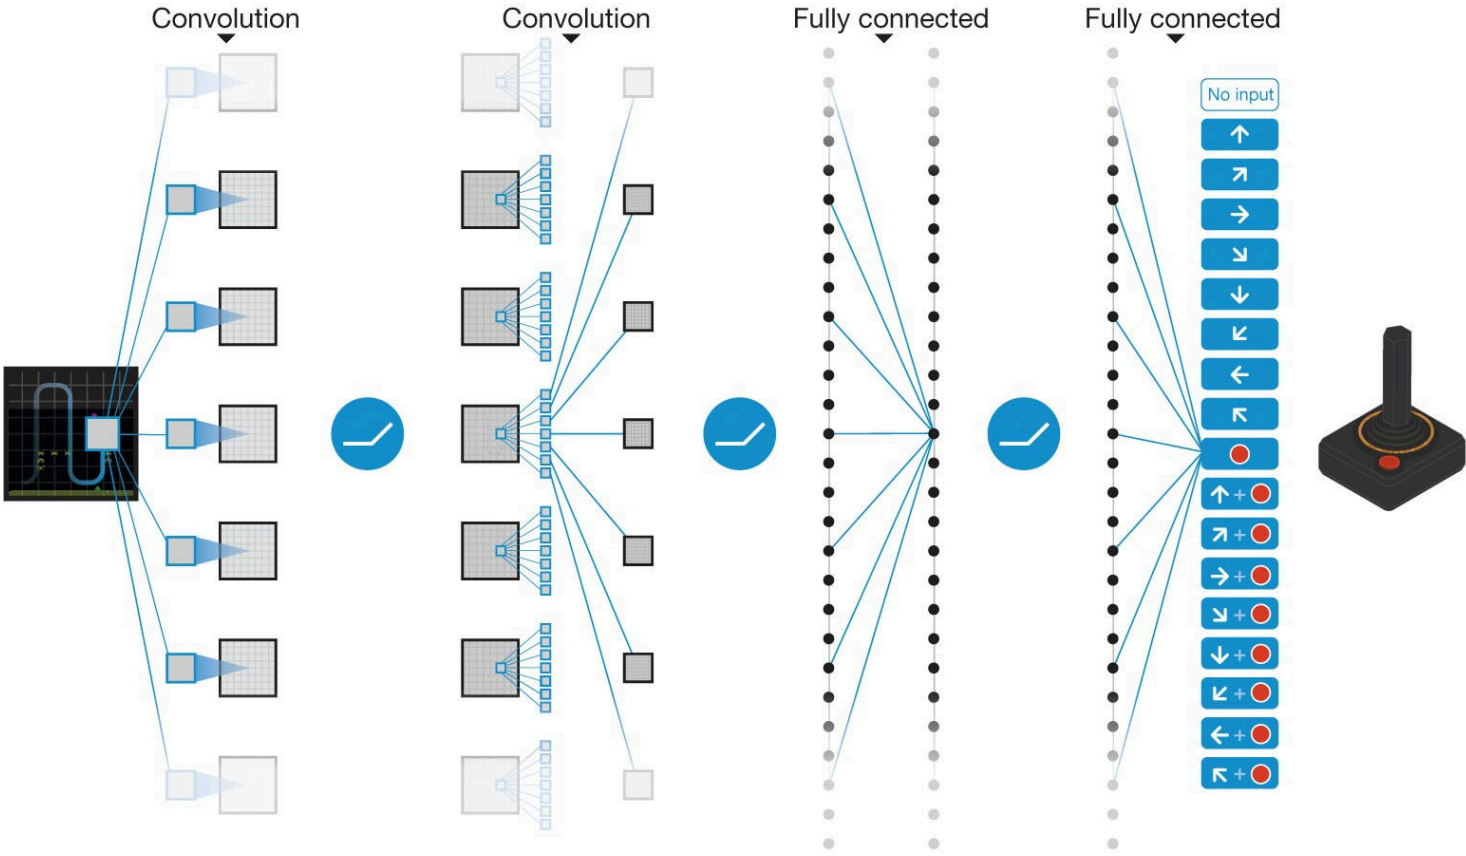 Convolution
Convolution
Fully connected
Fully connected
No input
+
+
+
+
+
+
+
+